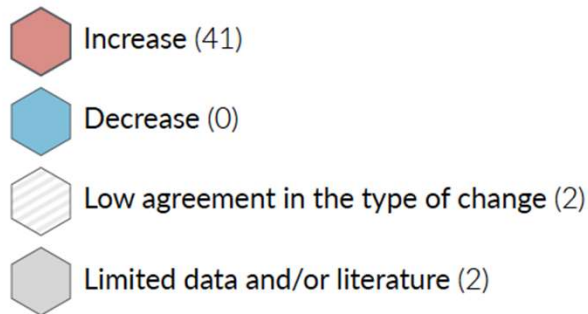 Increase (41)
Decrease (0)
Low agreement in the type of change (2)
Limited data and/or literature (2)